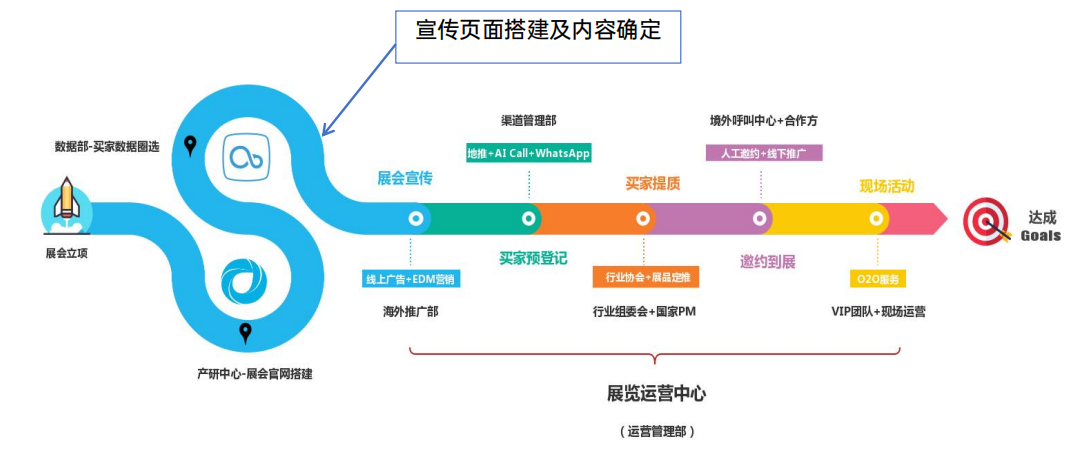 宣传页面搭建及内容确定
渠道管理部
境外呼叫中心+合作方
数据部-买家数据圈选
地推+AI Call+WhatsApp
人工邀约+线下推广
展会宣传
买家提质
现场活动
达成
Goals
展会立项
买家预登记
邀约到展
线上广告+EDM营销
行业协会+展品定推
O2O服务
海外推广部
行业组委会+国家PM
VIP团队+现场运营
产研中心-展会官网搭建
展览运营中心
（运营管理部）